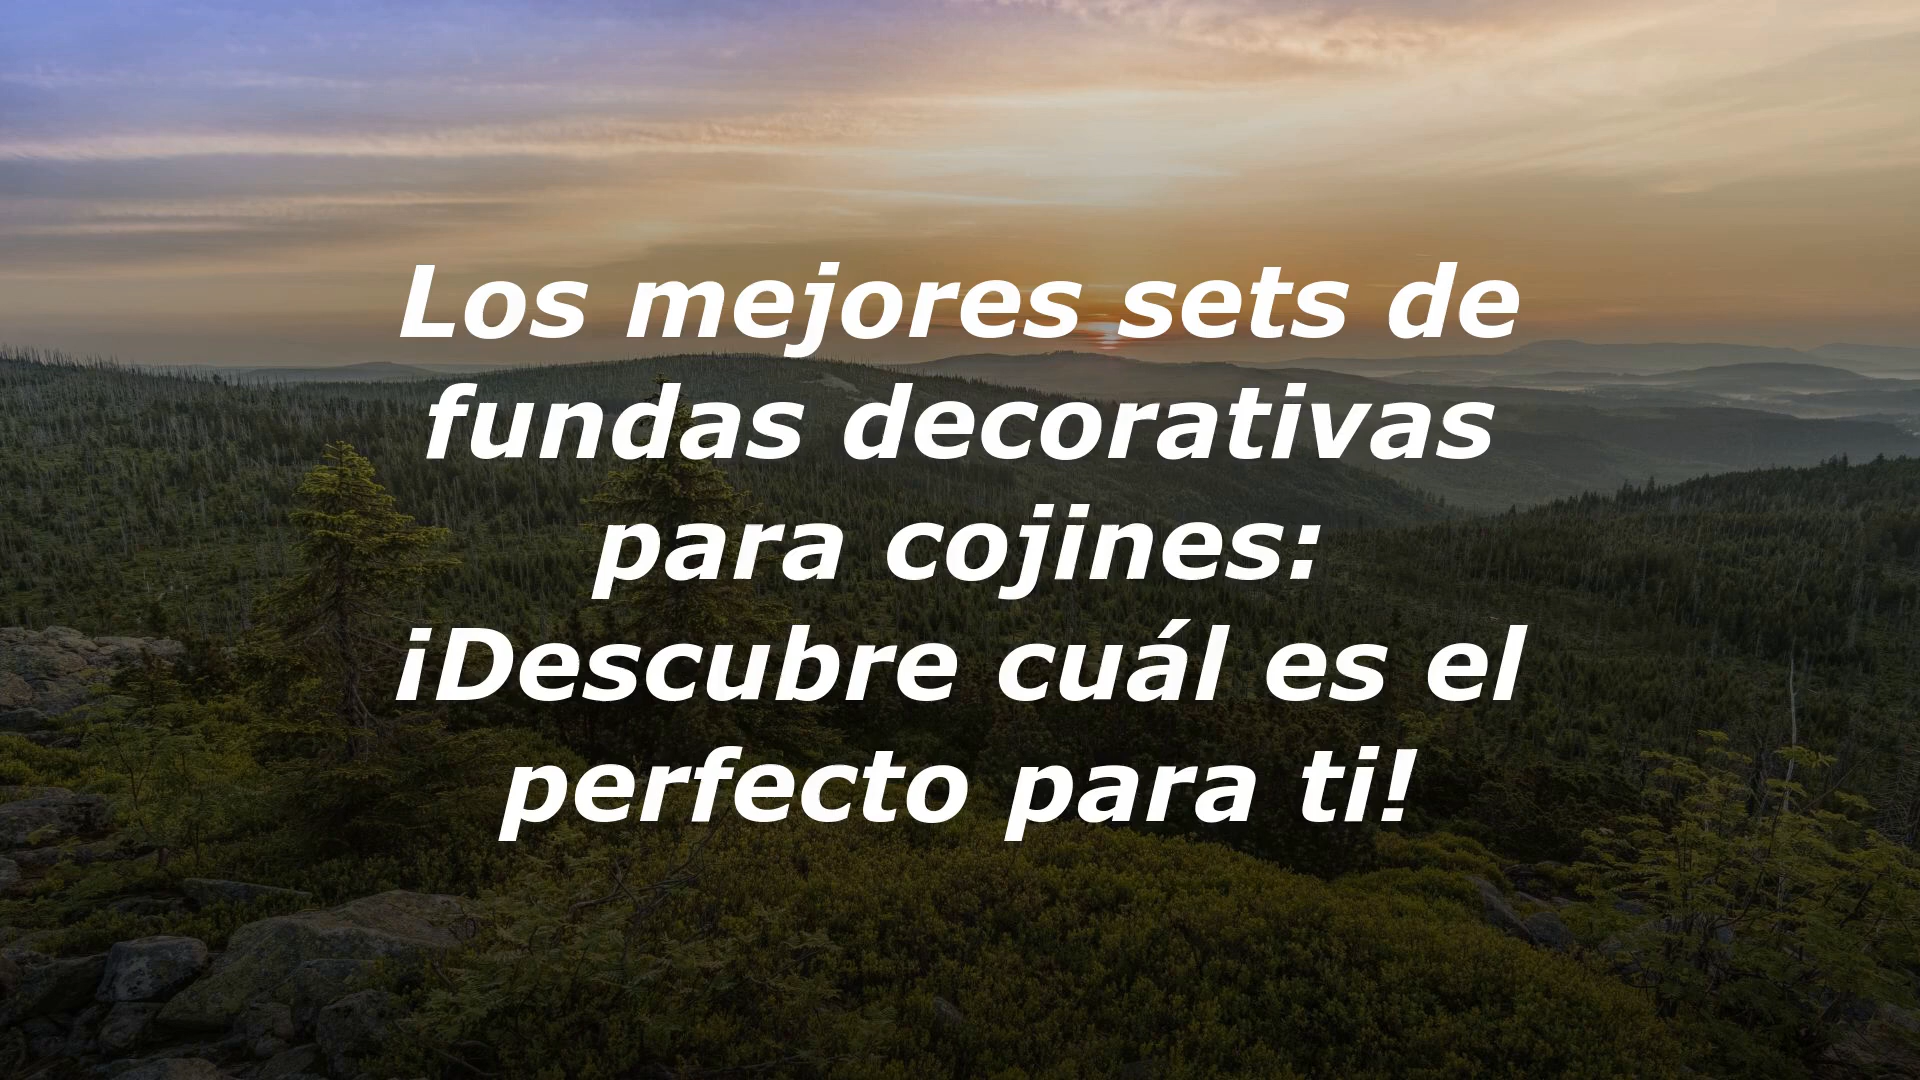 Los mejores sets de
fundas decorativas
para cojines:
¡Descubre cuál es el
perfecto para ti!